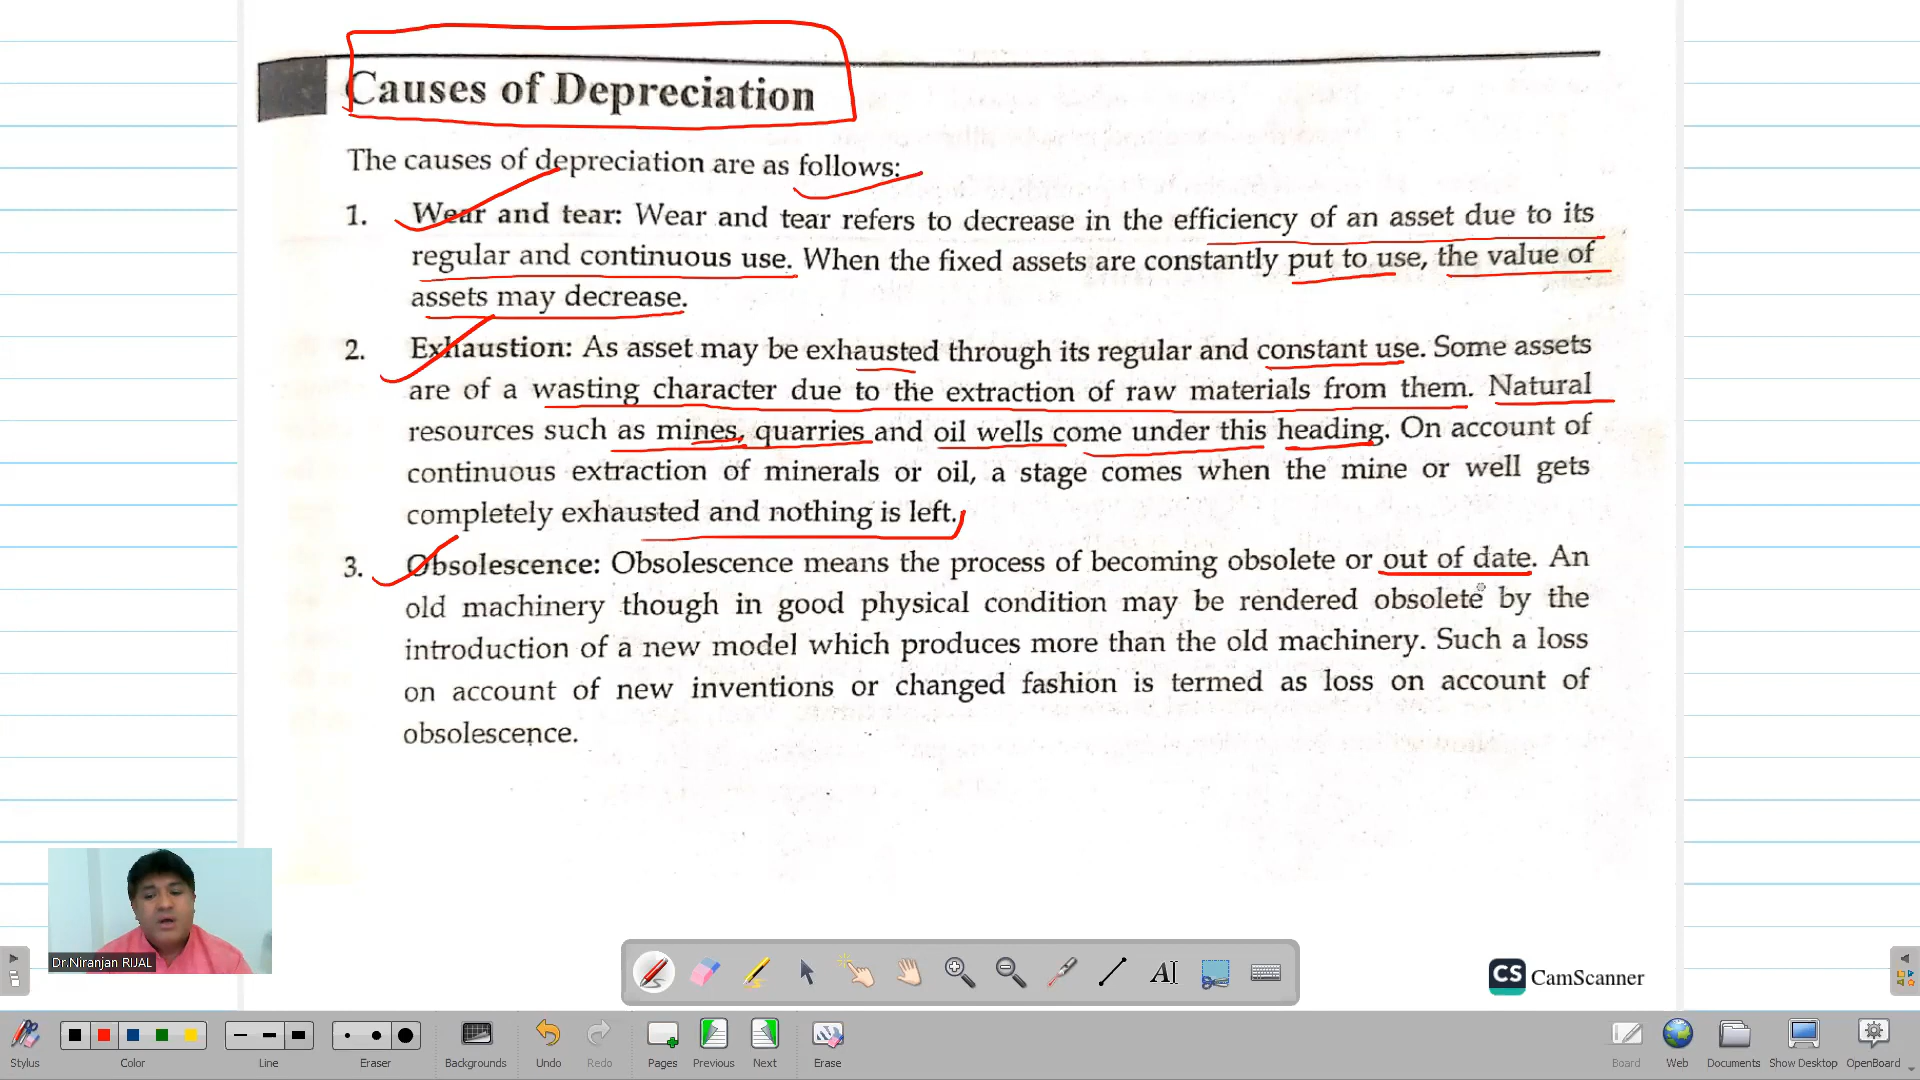 Causes of Depreciation
The causes of depreciation are as follows:
1. Wear and tear: Wear and tear refers to decrease in the efficiency of an asset due to its
regular and continuous use. When the fixed assets are constantly put to use, the value of
assets may decrease.
2. Exhaustion: As asset may be exhausted through its regular and constant use. Some assets
are of a wasting character due to the extraction of raw materials from them. Natural
resources such as mines, quarries and oil wells come under this heading. On account of
continuous extraction of minerals or oil, a stage comes when the mine or well gets
completely exhausted and nothing is left.
3. Obsolescence: Obsolescence means the process of becoming obsolete or out of date. An
old machinery though in good physical condition may be rendered obsolete by the
introduction of a new model which produces more than the old machinery. Such a loss
on account of new inventions or changed fashion is termed as loss on account of
obsolescence.
Dr.Niranjan RIJAL
CS CamScanner
Stylus Color Line Eraser Backgrounds Undo Redo Pages Previous Next Erase Board Web Documents Show Desktop OpenBoard